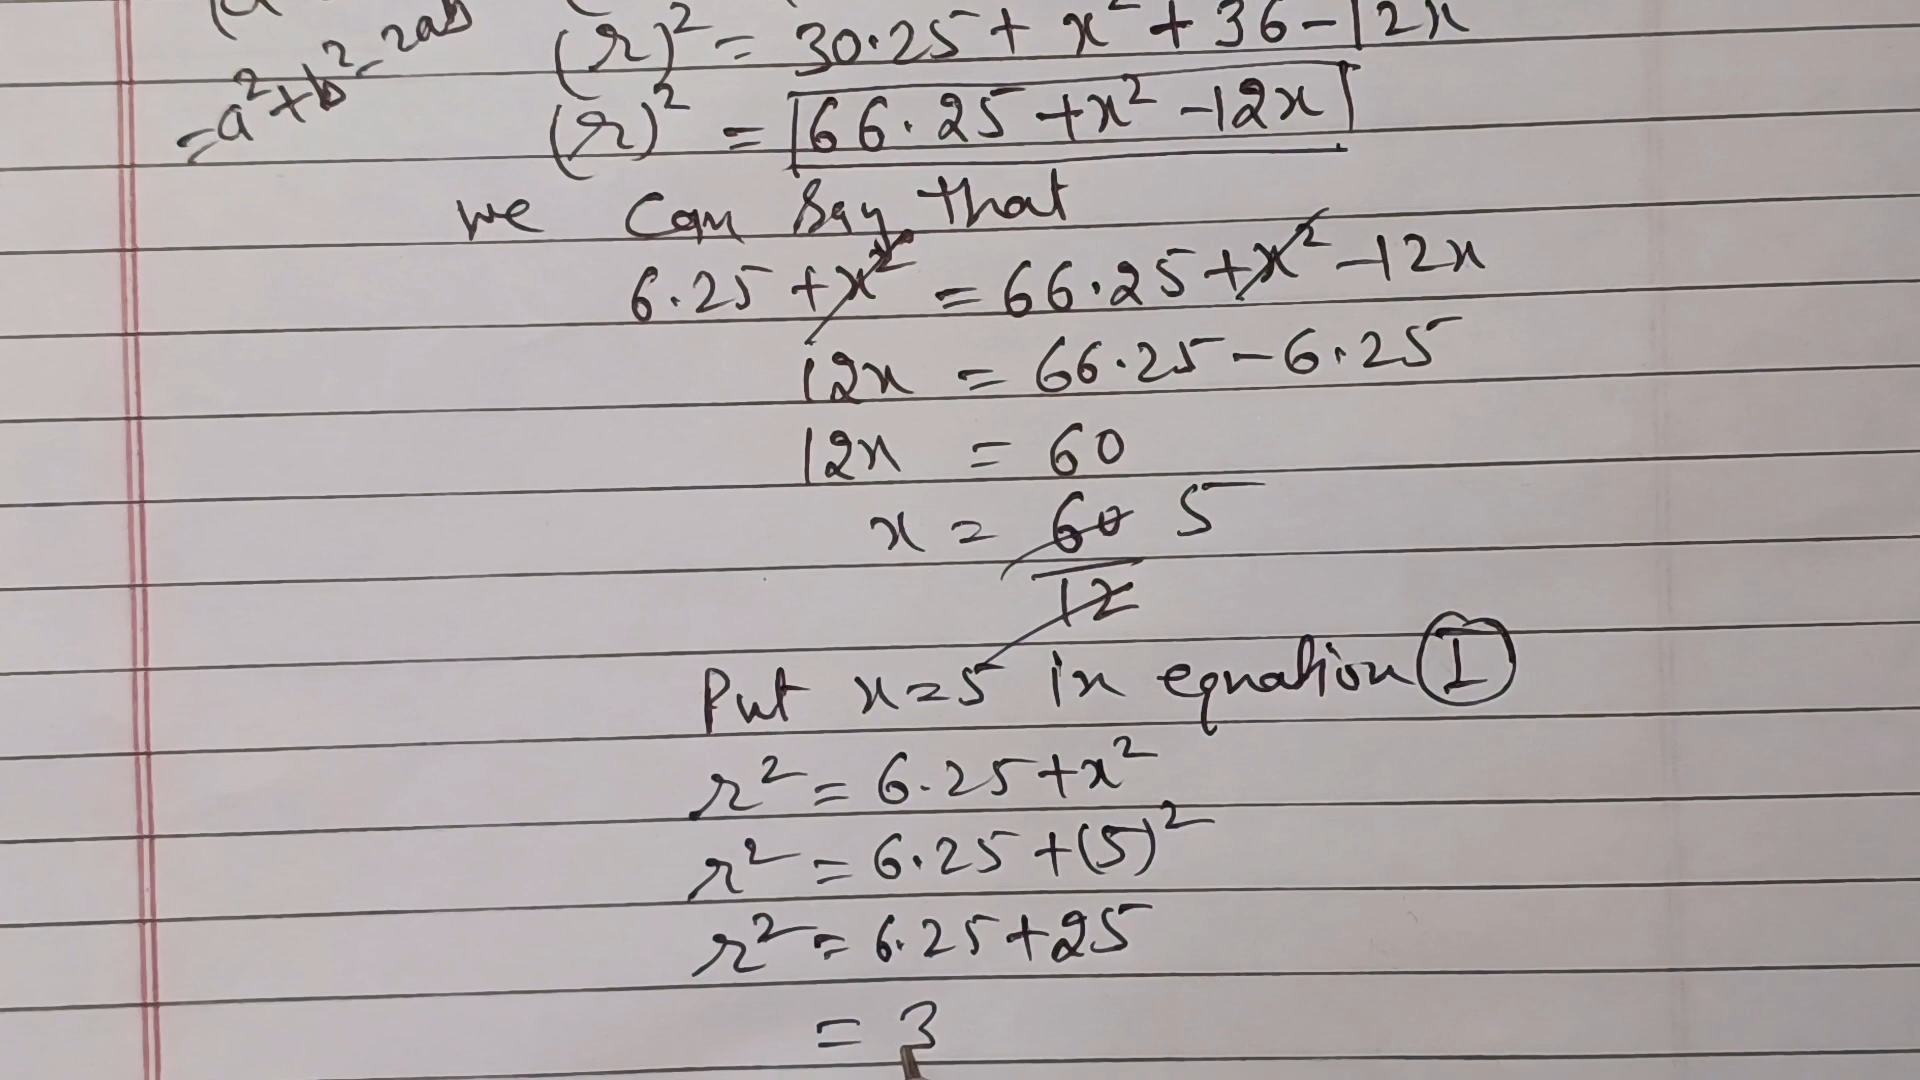 = a² + b² - 2ab
(r)² = 30.25 + x² + 36 - 12x
(r)² = 66.25 + x² - 12x
we can say that
6.25 + x² = 66.25 + x² - 12x
12x = 66.25 - 6.25
12x = 60
x = 60/12 5
Put x = 5 in equation I
r² = 6.25 + x²
r² = 6.25 + (5)²
r² = 6.25 + 25
= 3